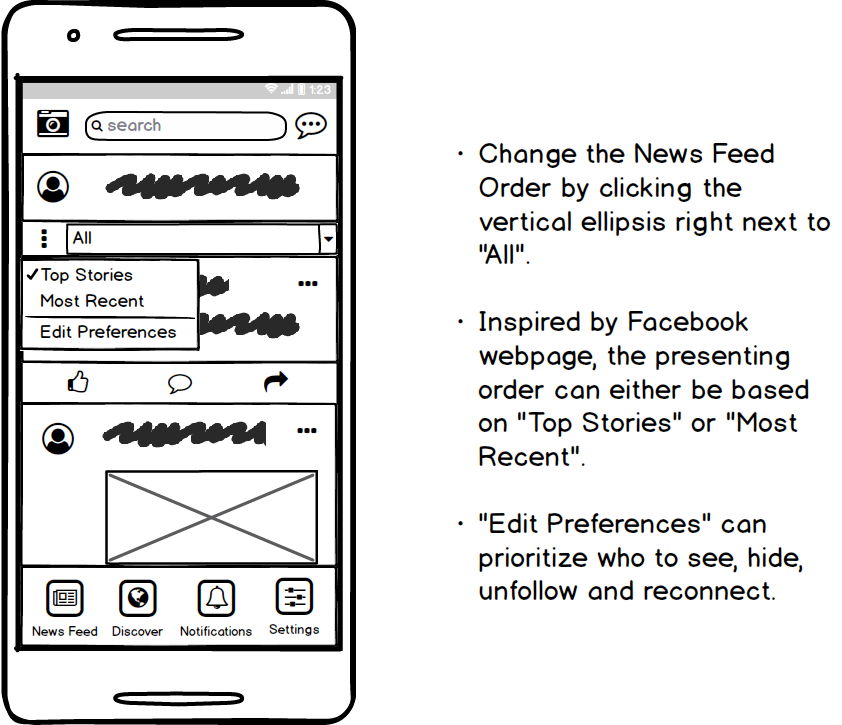 1:23
search
All
Top Stories
Most Recent
Edit Preferences
News Feed
Discover
Notifications
Settings
· Change the News Feed
Order by clicking the
vertical ellipsis right next to
"All".
· Inspired by Facebook
webpage, the presenting
order can either be based
on "Top Stories" or "Most
Recent".
· "Edit Preferences" can
prioritize who to see, hide,
unfollow and reconnect.